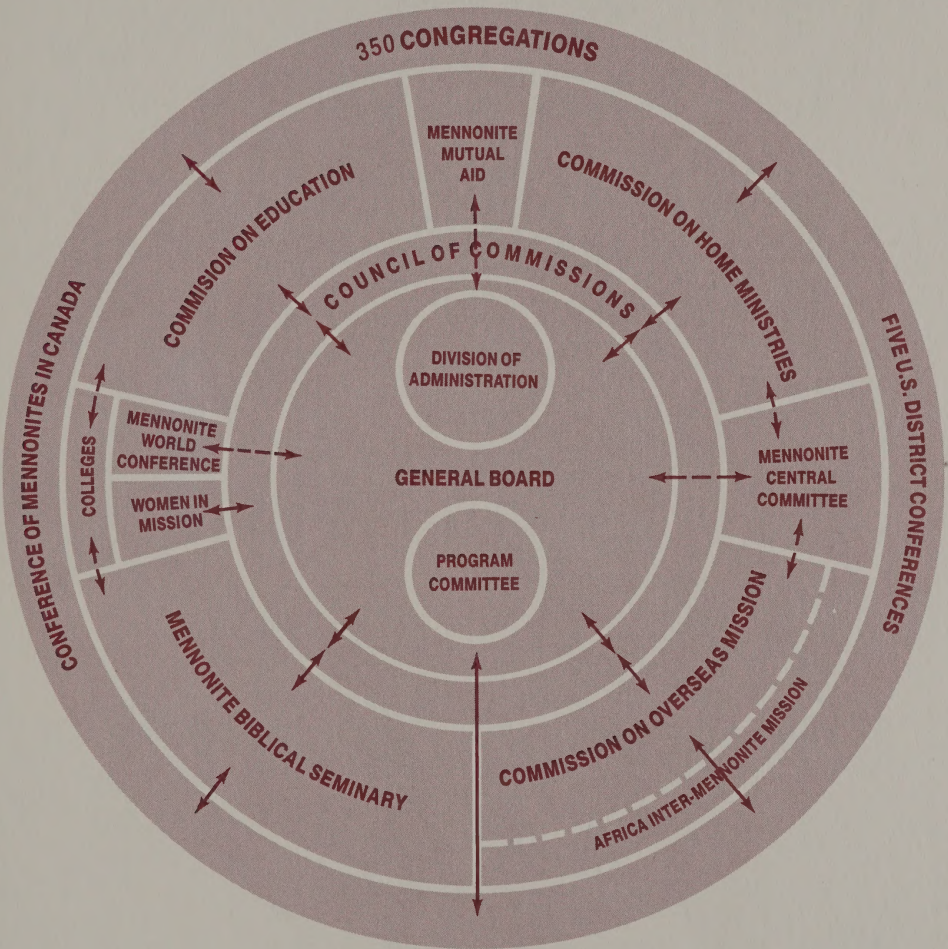 350 CONGREGATIONS
MENNONITE
MUTUAL
AID
COMMISION ON EDUCATION
COMMISSION ON HOME MINISTRIES
COUNCIL OF COMMISSIONS
CONFERENCE OF MENNONITES IN CANADA
FIVE U.S. DISTRICT CONFERENCES
DIVISION OF
ADMINISTRATION
COLLEGES
MENNONITE
WORLD
CONFERENCE
WOMEN IN
MISSION
GENERAL BOARD
MENNONITE
CENTRAL
COMMITTEE
PROGRAM
COMMITTEE
MENNONITE BIBLICAL SEMINARY
COMMISSION ON OVERSEAS MISSION
AFRICA INTER-MENNONITE MISSION